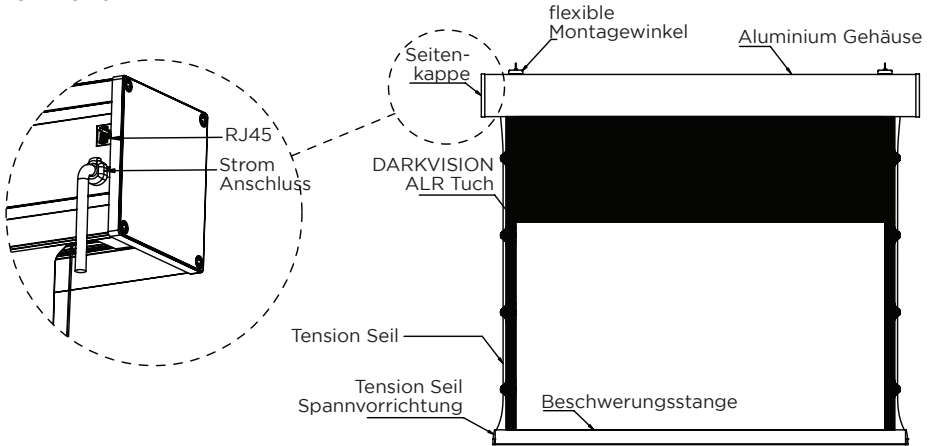 flexible
Montagewinkel
Aluminium Gehäuse
Seiten-
kappe
RJ45
Strom
Anschluss
DARKVISION
ALR Tuch
Tension Seil
Tension Seil
Spannvorrichtung
Beschwerungsstange